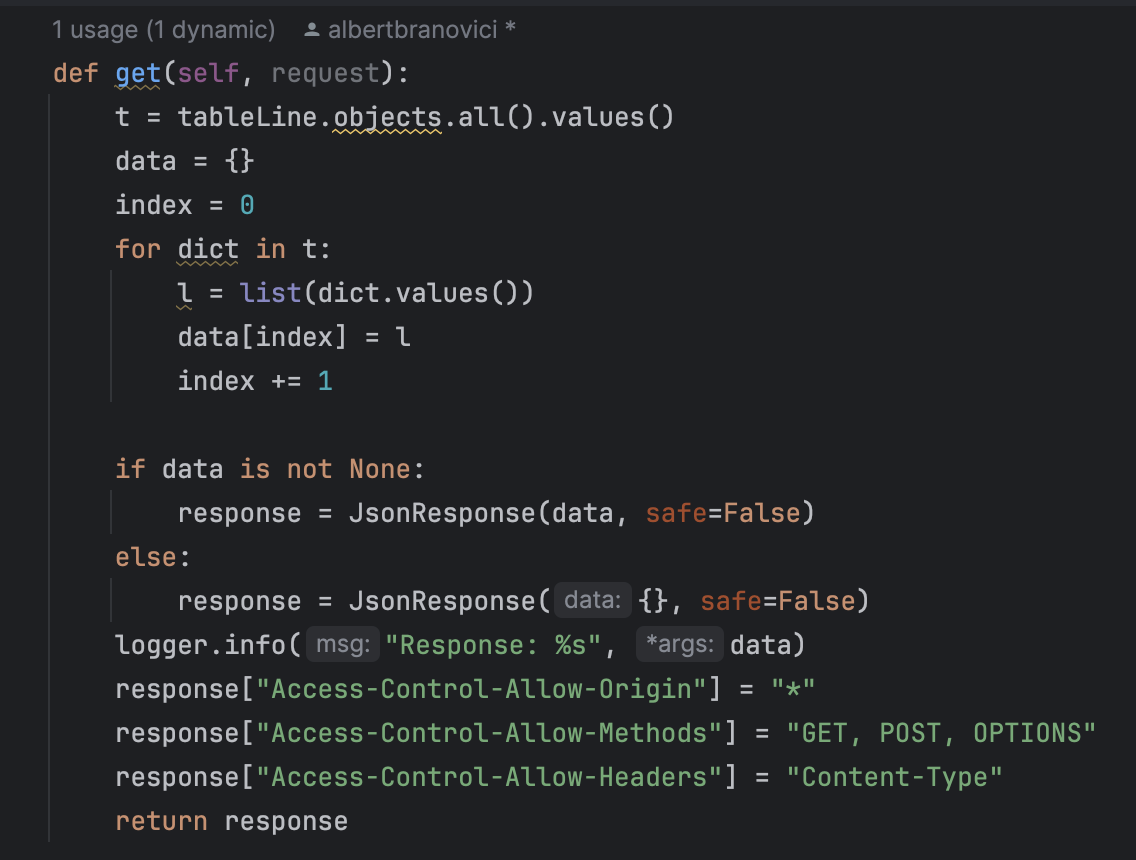 1 usage (1 dynamic) albertbranovici *
def get(self, request):
    t = tableLine.objects.all().values()
    data = {}
    index = 0
    for dict in t:
        l = list(dict.values())
        data[index] = l
        index += 1

    if data is not None:
        response = JsonResponse(data, safe=False)
    else:
        response = JsonResponse( data: {}, safe=False)
    logger.info( msg: "Response: %s", *args: data)
    response["Access-Control-Allow-Origin"] = "*"
    response["Access-Control-Allow-Methods"] = "GET, POST, OPTIONS"
    response["Access-Control-Allow-Headers"] = "Content-Type"
    return response